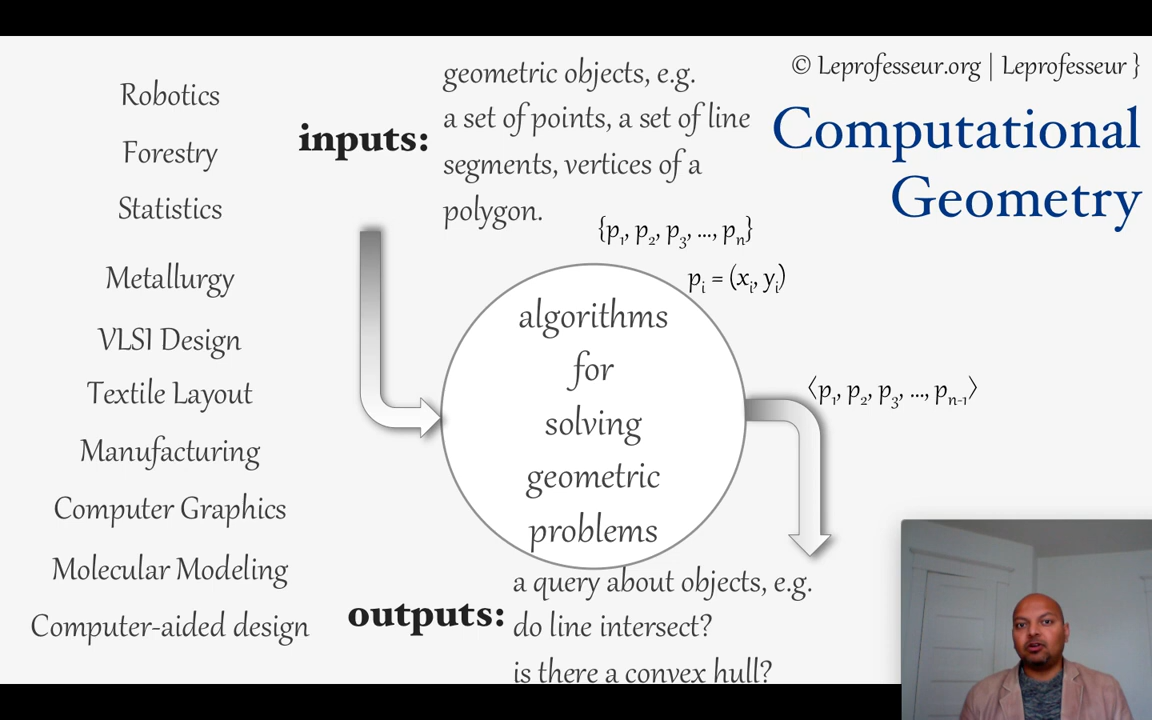 © Leprofesseur.org | Leprofesseur }
Computational
Geometry
Robotics
Forestry
Statistics
Metallurgy
VLSI Design
Textile Layout
Manufacturing
Computer Graphics
Molecular Modeling
Computer-aided design
inputs:
geometric objects, e.g.
a set of points, a set of line
segments, vertices of a
polygon.
{p₁, p₂, p₃, ..., pₙ}
pᵢ = (xᵢ, yᵢ)
algorithms
for
solving
geometric
problems
⟨p₁, p₂, p₃, ..., pₙ₋₁⟩
outputs:
a query about objects, e.g.
do line intersect?
is there a convex hull?